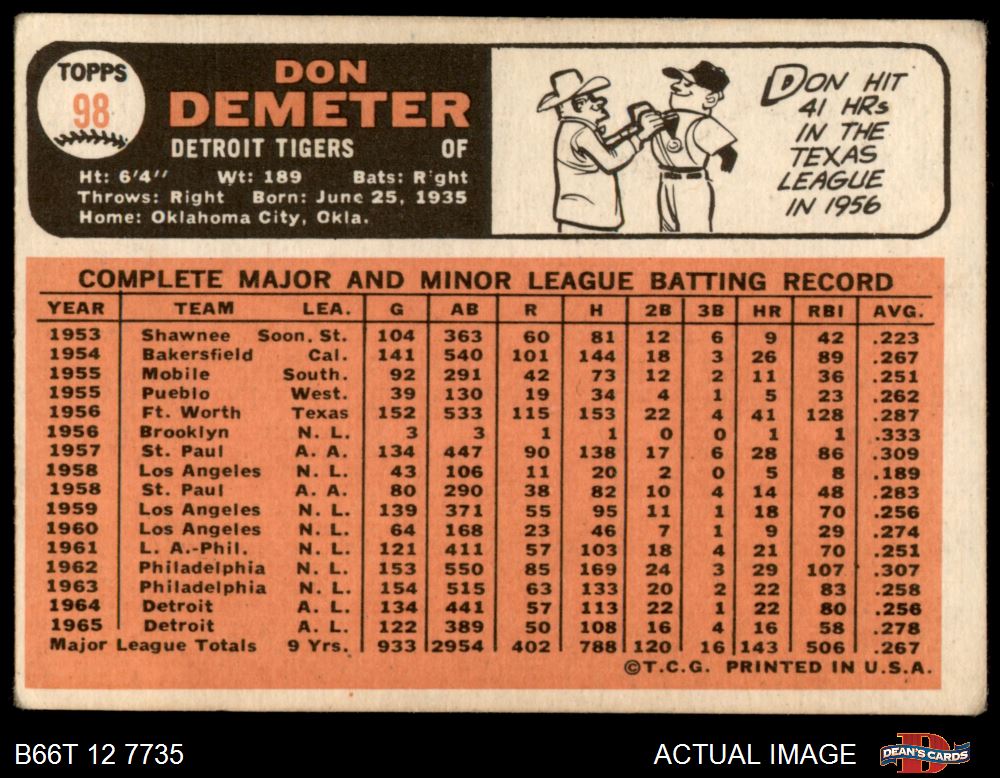 TOPPS
98
DON
DEMETER
DETROIT TIGERS OF
Ht: 6'4'' Wt: 189 Bats: Right
Throws: Right Born: June 25, 1935
Home: Oklahoma City, Okla.
DON HIT
41 HRs
IN THE
TEXAS
LEAGUE
IN 1956
COMPLETE MAJOR AND MINOR LEAGUE BATTING RECORD
YEAR TEAM LEA. G AB R H 2B 3B HR RBI AVG.
1953 Shawnee Soon. St. 104 363 60 81 12 6 9 42 .223
1954 Bakersfield Cal. 141 540 101 144 18 3 26 89 .267
1955 Mobile South. 92 291 42 73 12 2 11 36 .251
1955 Pueblo West. 39 130 19 34 4 1 5 23 .262
1956 Ft. Worth Texas 152 533 115 153 22 4 41 128 .287
1956 Brooklyn N. L. 3 3 1 1 0 0 1 1 .333
1957 St. Paul A. A. 134 447 90 138 17 6 28 86 .309
1958 Los Angeles N. L. 43 106 11 20 2 0 5 8 .189
1958 St. Paul A. A. 80 290 38 82 10 4 14 48 .283
1959 Los Angeles N. L. 139 371 55 95 11 1 18 70 .256
1960 Los Angeles N. L. 64 168 23 46 7 1 9 29 .274
1961 L. A.-Phil. N. L. 121 411 57 103 18 4 21 70 .251
1962 Philadelphia N. L. 153 550 85 169 24 3 29 107 .307
1963 Philadelphia N. L. 154 515 63 133 20 2 22 83 .258
1964 Detroit A. L. 134 441 57 113 22 1 22 80 .256
1965 Detroit A. L. 122 389 50 108 16 4 16 58 .278
Major League Totals 9 Yrs. 933 2954 402 788 120 16 143 506 .267
©T.C.G. PRINTED IN U.S.A.
B66T 12 7735 ACTUAL IMAGE DEAN'S CARDS